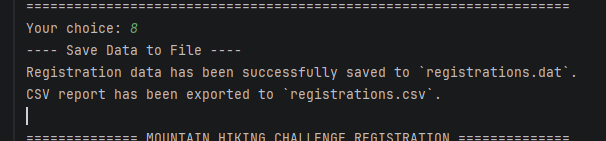 ======================================================================
Your choice: 8
---- Save Data to File ----
Registration data has been successfully saved to `registrations.dat`.
CSV report has been exported to `registrations.csv`.
============== MOUNTAIN HIKING CHALLENGE REGISTRATION ==============